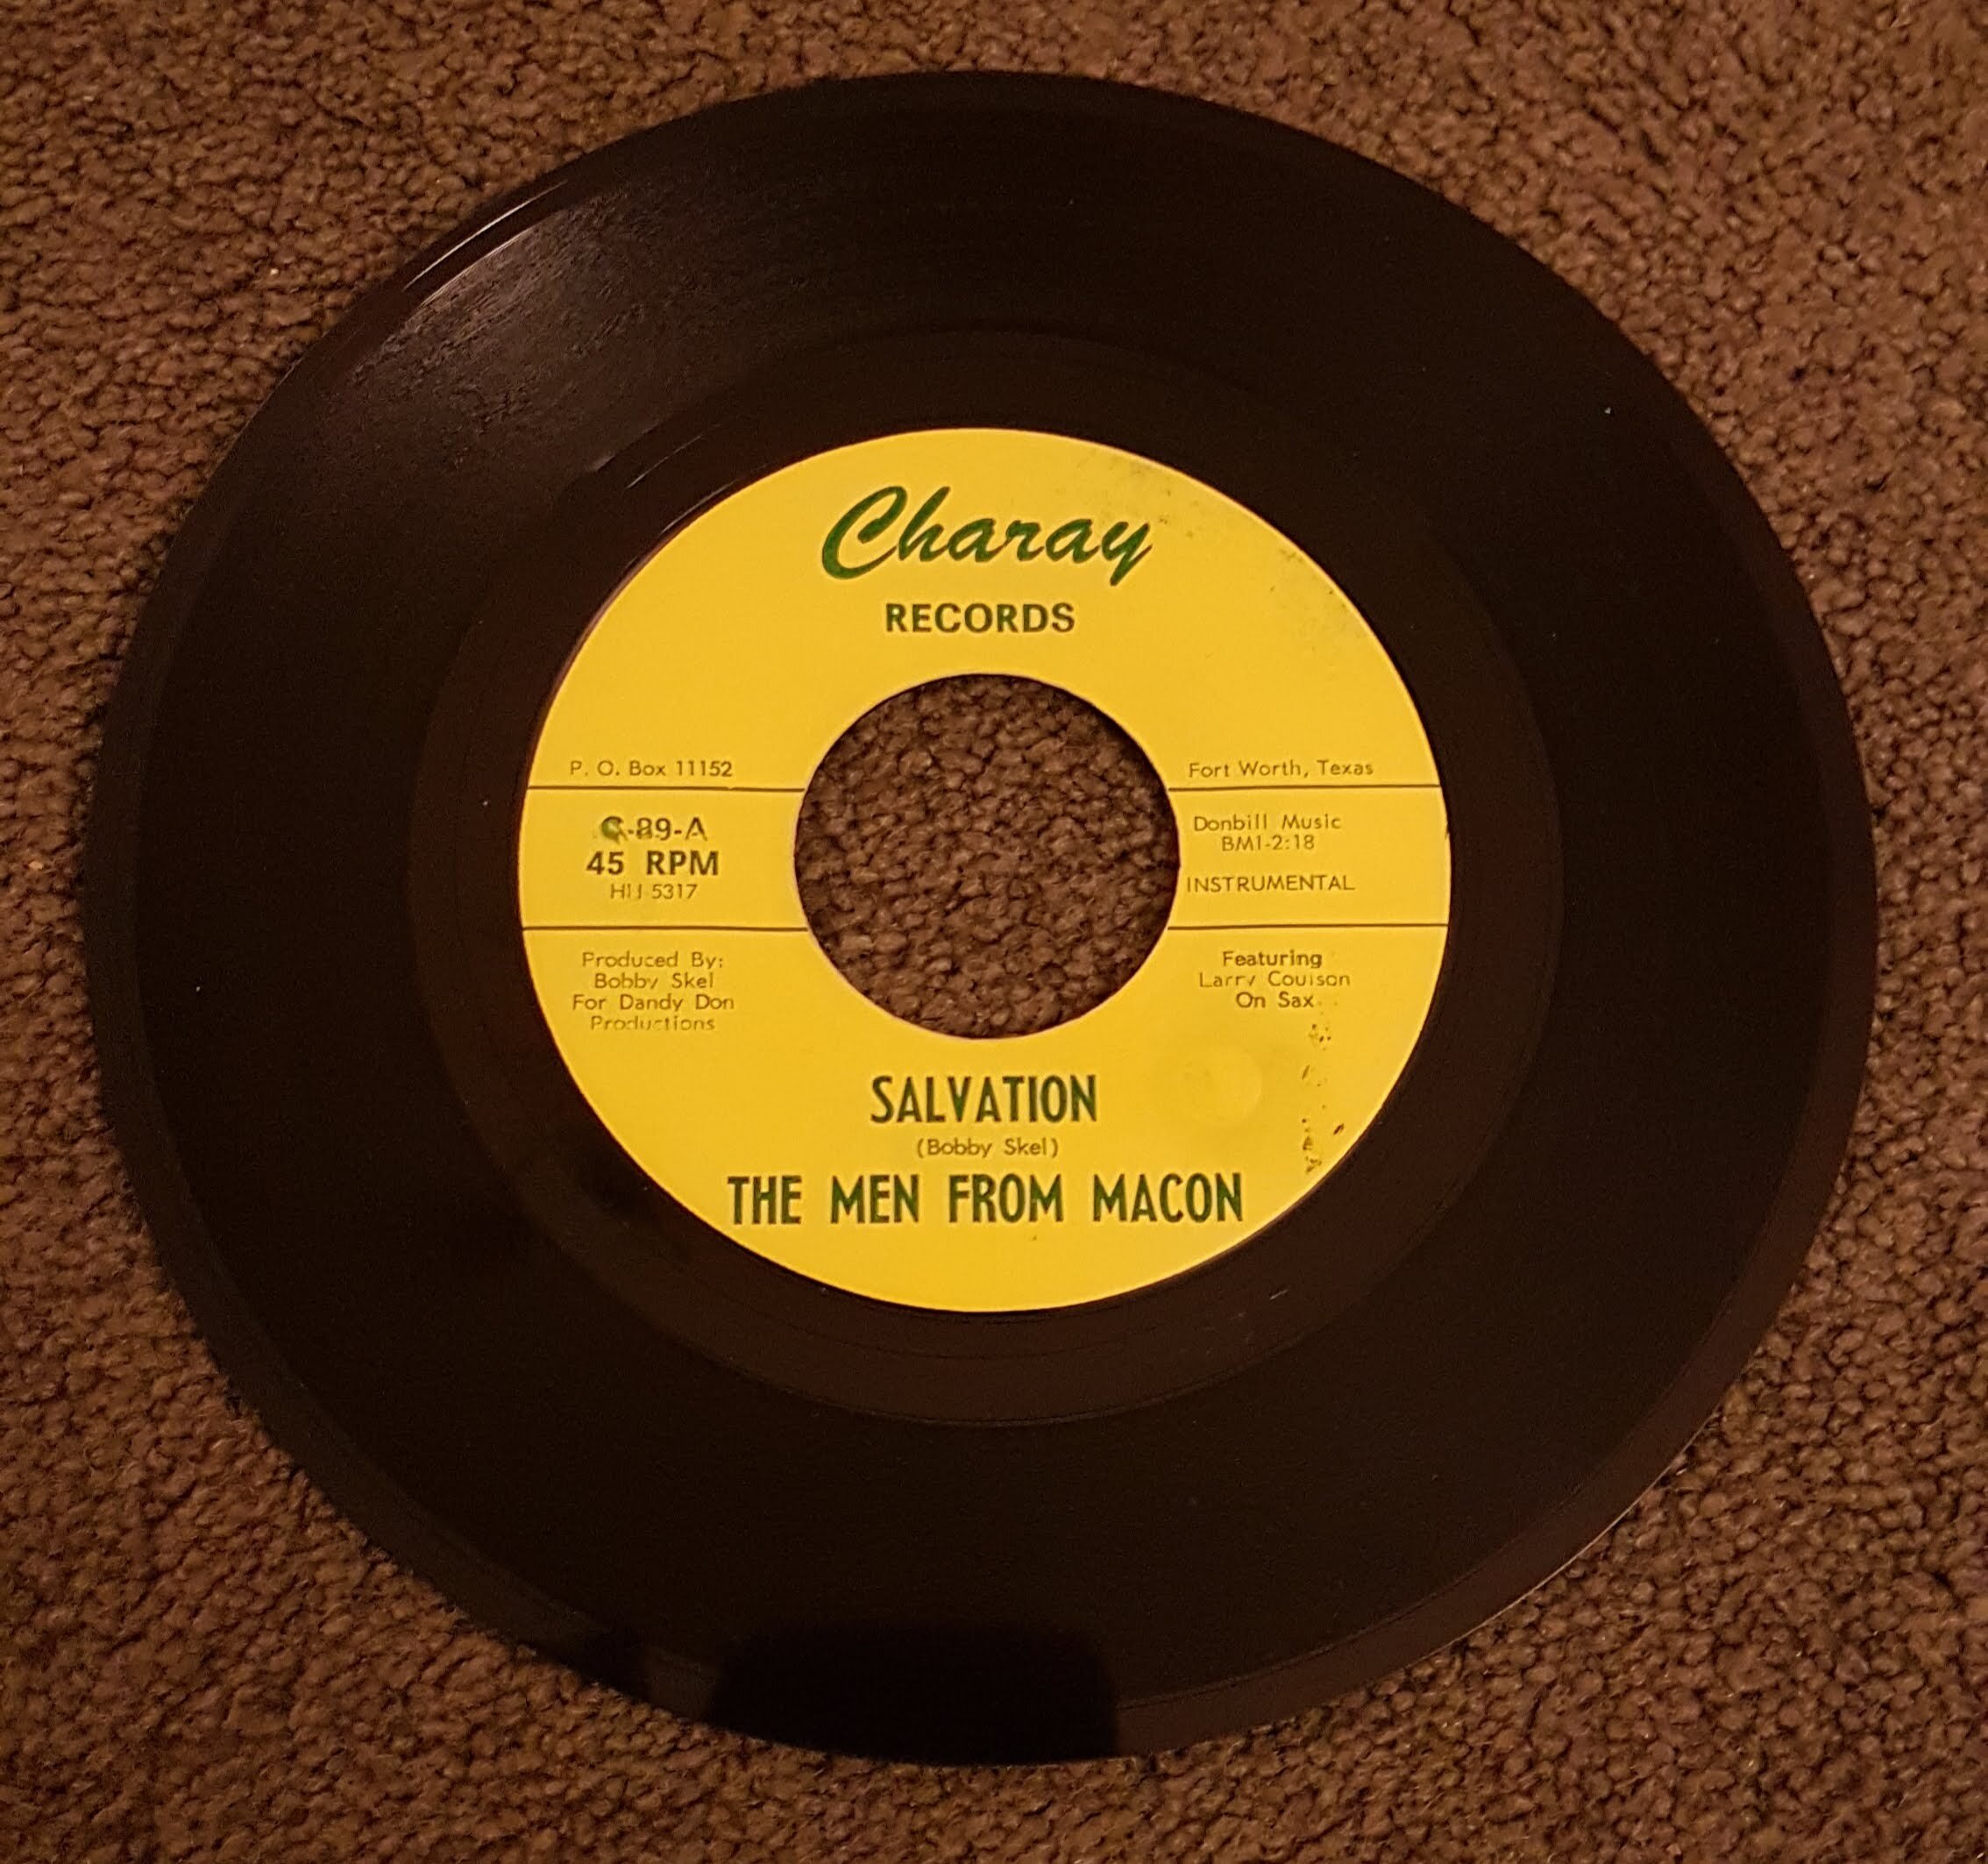 Charay
RECORDS
P. O. Box 11152
Fort Worth, Texas
C-89-A
45 RPM
5317
Donbill Music
BMI-2:18
INSTRUMENTAL
Produced By:
Bobby Skel
For Dandy Don
Productions
Featuring
Larry Coulson
On Sax
SALVATION
(Bobby Skel)
THE MEN FROM MACON